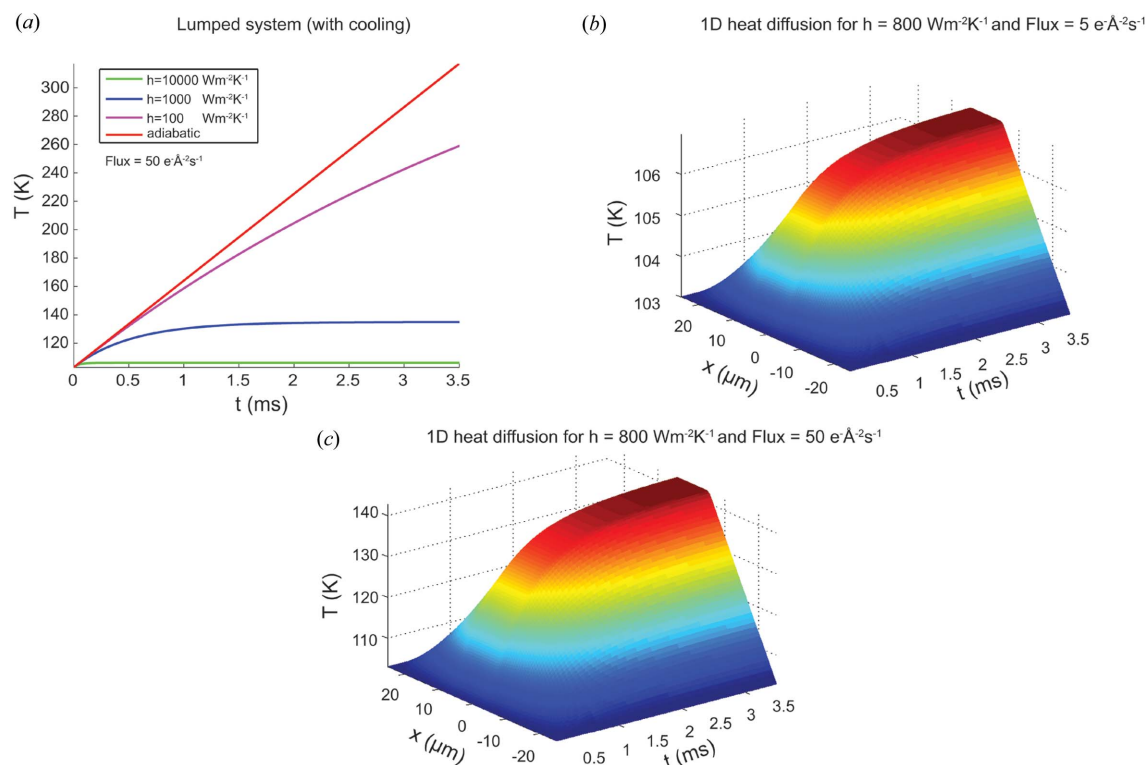 (a)
Lumped system (with cooling)
T (K)
300
280
260
240
220
200
180
160
140
120
h=10000 Wm⁻²K⁻¹
h=1000 Wm⁻²K⁻¹
h=100 Wm⁻²K⁻¹
adiabatic
Flux = 50 e⁻Å⁻²s⁻¹
0 0.5 1 1.5 2 2.5 3 3.5
t (ms)
(b)
1D heat diffusion for h = 800 Wm⁻²K⁻¹ and Flux = 5 e⁻Å⁻²s⁻¹
T (K)
106
105
104
103
20 10 0 -10 -20
x (μm)
0.5 1 1.5 2 2.5 3 3.5
t (ms)
(c)
1D heat diffusion for h = 800 Wm⁻²K⁻¹ and Flux = 50 e⁻Å⁻²s⁻¹
T (K)
140
130
120
110
20 10 0 -10 -20
x (μm)
0.5 1 1.5 2 2.5 3 3.5
t (ms)